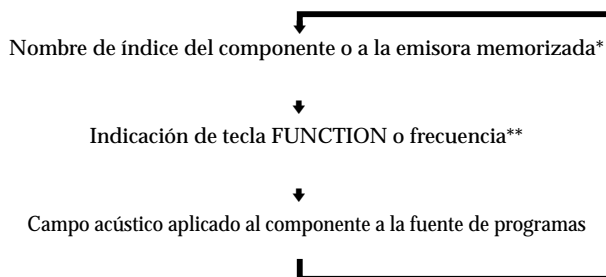 Nombre de índice del componente o a la emisora memorizada*
Indicación de tecla FUNCTION o frecuencia**
Campo acústico aplicado al componente a la fuente de programas